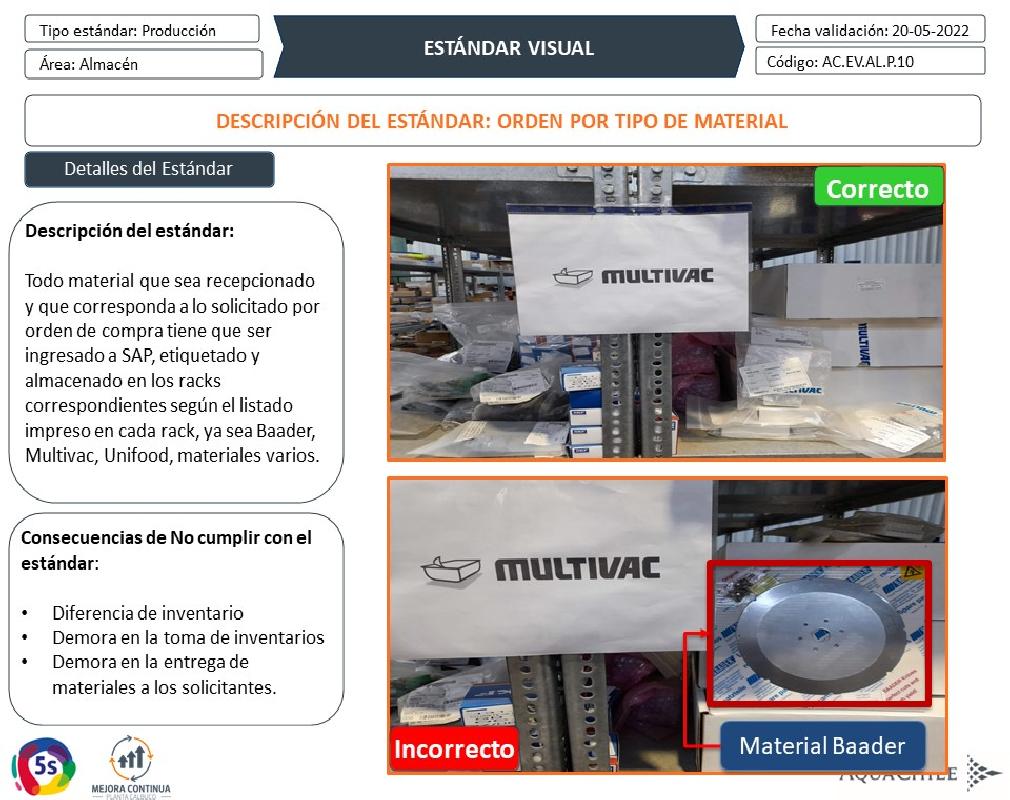 Tipo estándar: Producción
Área: Almacén
ESTÁNDAR VISUAL
Fecha validación: 20-05-2022
Código: AC.EV.AL.P.10
DESCRIPCIÓN DEL ESTÁNDAR: ORDEN POR TIPO DE MATERIAL
Detalles del Estándar
Descripción del estándar:
Todo material que sea recepcionado
y que corresponda a lo solicitado por
orden de compra tiene que ser
ingresado a SAP, etiquetado y
almacenado en los racks
correspondientes según el listado
impreso en cada rack, ya sea Baader,
Multivac, Unifood, materiales varios.
Consecuencias de No cumplir con el
estándar:
• Diferencia de inventario
• Demora en la toma de inventarios
• Demora en la entrega de
materiales a los solicitantes.
Correcto
MULTIVAC
MULTIVAC
MULTIVAC
MULTIVAC
Incorrecto
Material Baader
5s
MEJORA CONTINUA
PLANTA CALBUCO
AQUACHILE